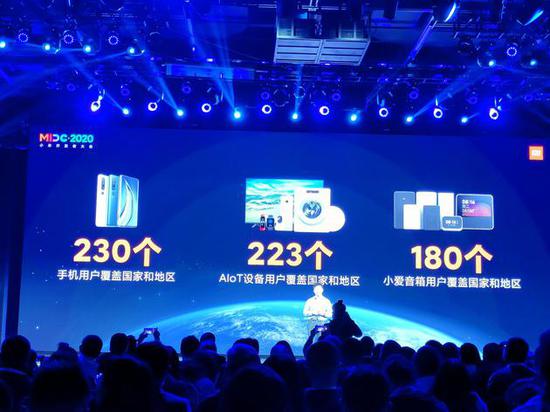 MIDC·2020
小米开发者大会
230个
223个
180个
手机用户覆盖国家和地区
AIoT设备用户覆盖国家和地区
小爱音箱用户覆盖国家和地区